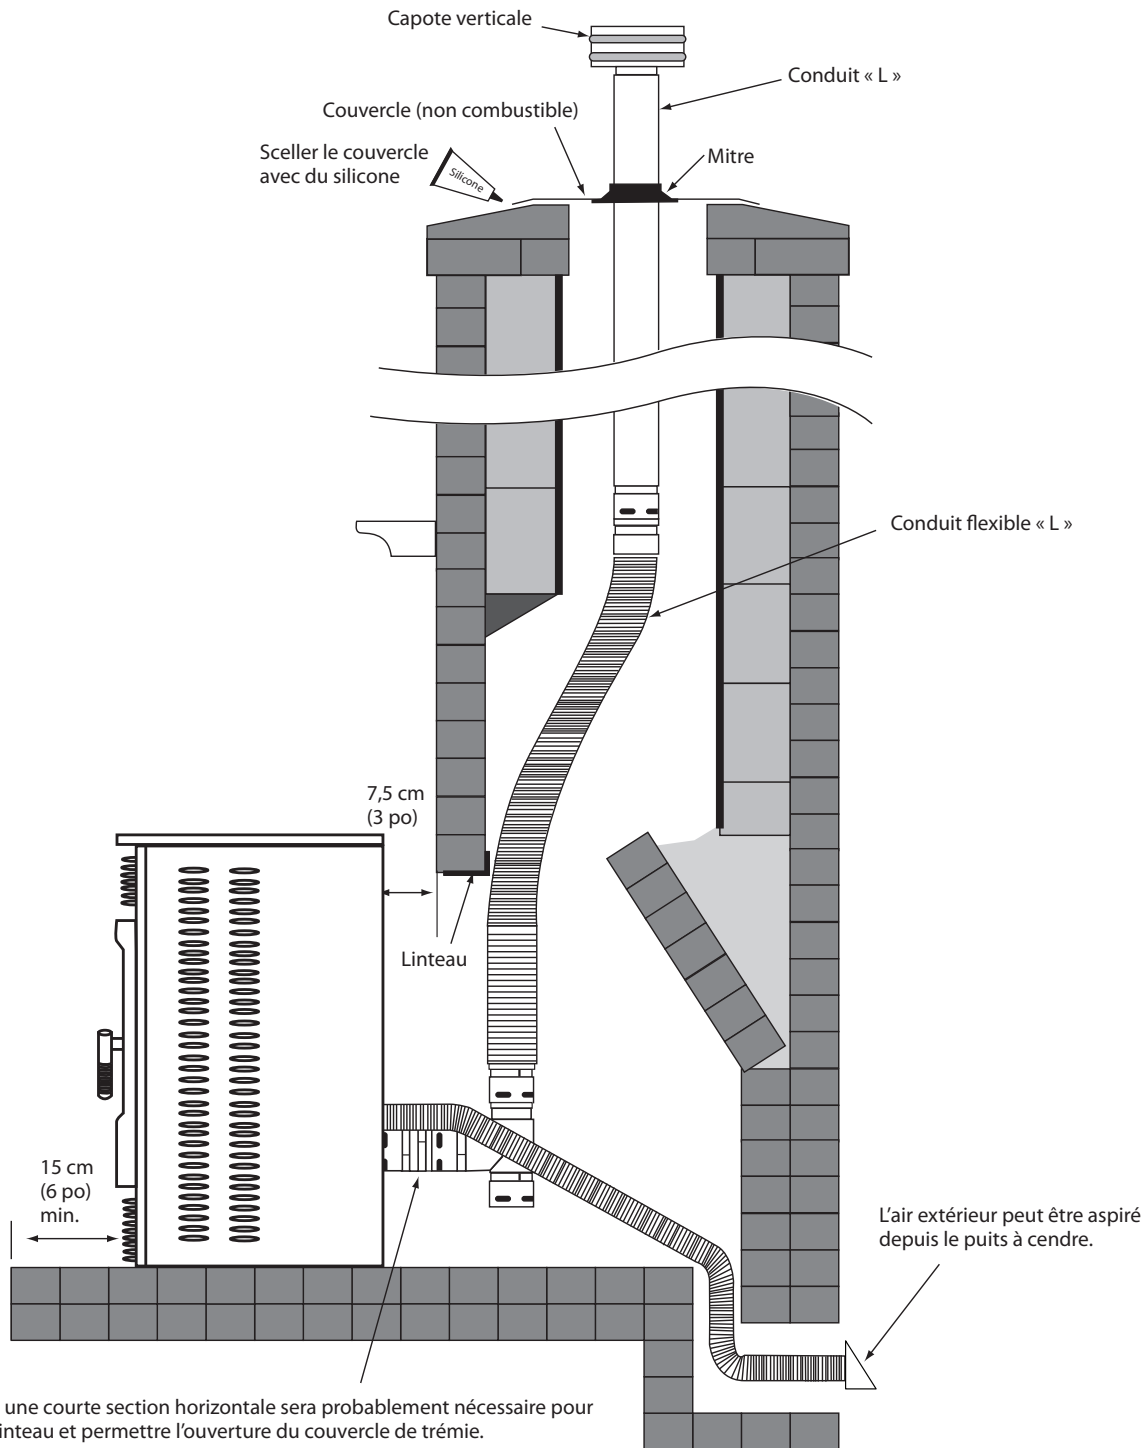 Capote verticale
Conduit « L »
Couvercle (non combustible)
Sceller le couvercle
avec du silicone
Silicone
Mitre
Conduit flexible « L »
7,5 cm
(3 po)
Linteau
15 cm
(6 po)
min.
L’air extérieur peut être aspiré
depuis le puits à cendre.
une courte section horizontale sera probablement nécessaire pour
et permettre l’ouverture du couvercle de trémie.